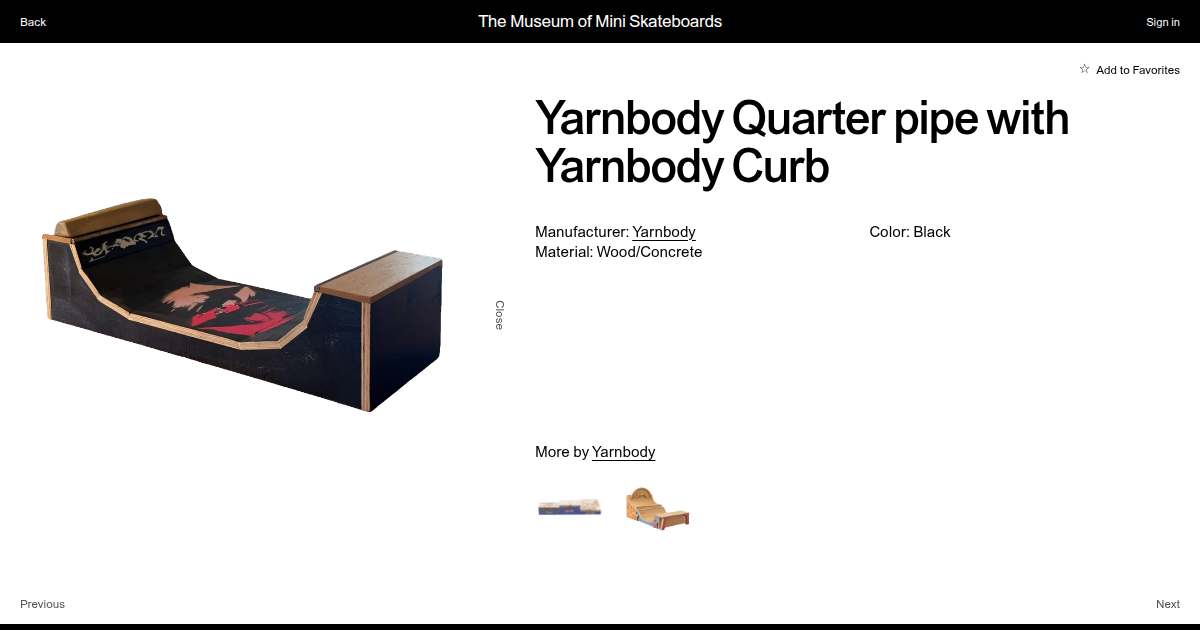 Back
The Museum of Mini Skateboards
Sign in
☆ Add to Favorites
Yarnbody Quarter pipe with
Yarnbody Curb
Manufacturer: Yarnbody
Color: Black
Material: Wood/Concrete
Close
More by Yarnbody
Previous
Next